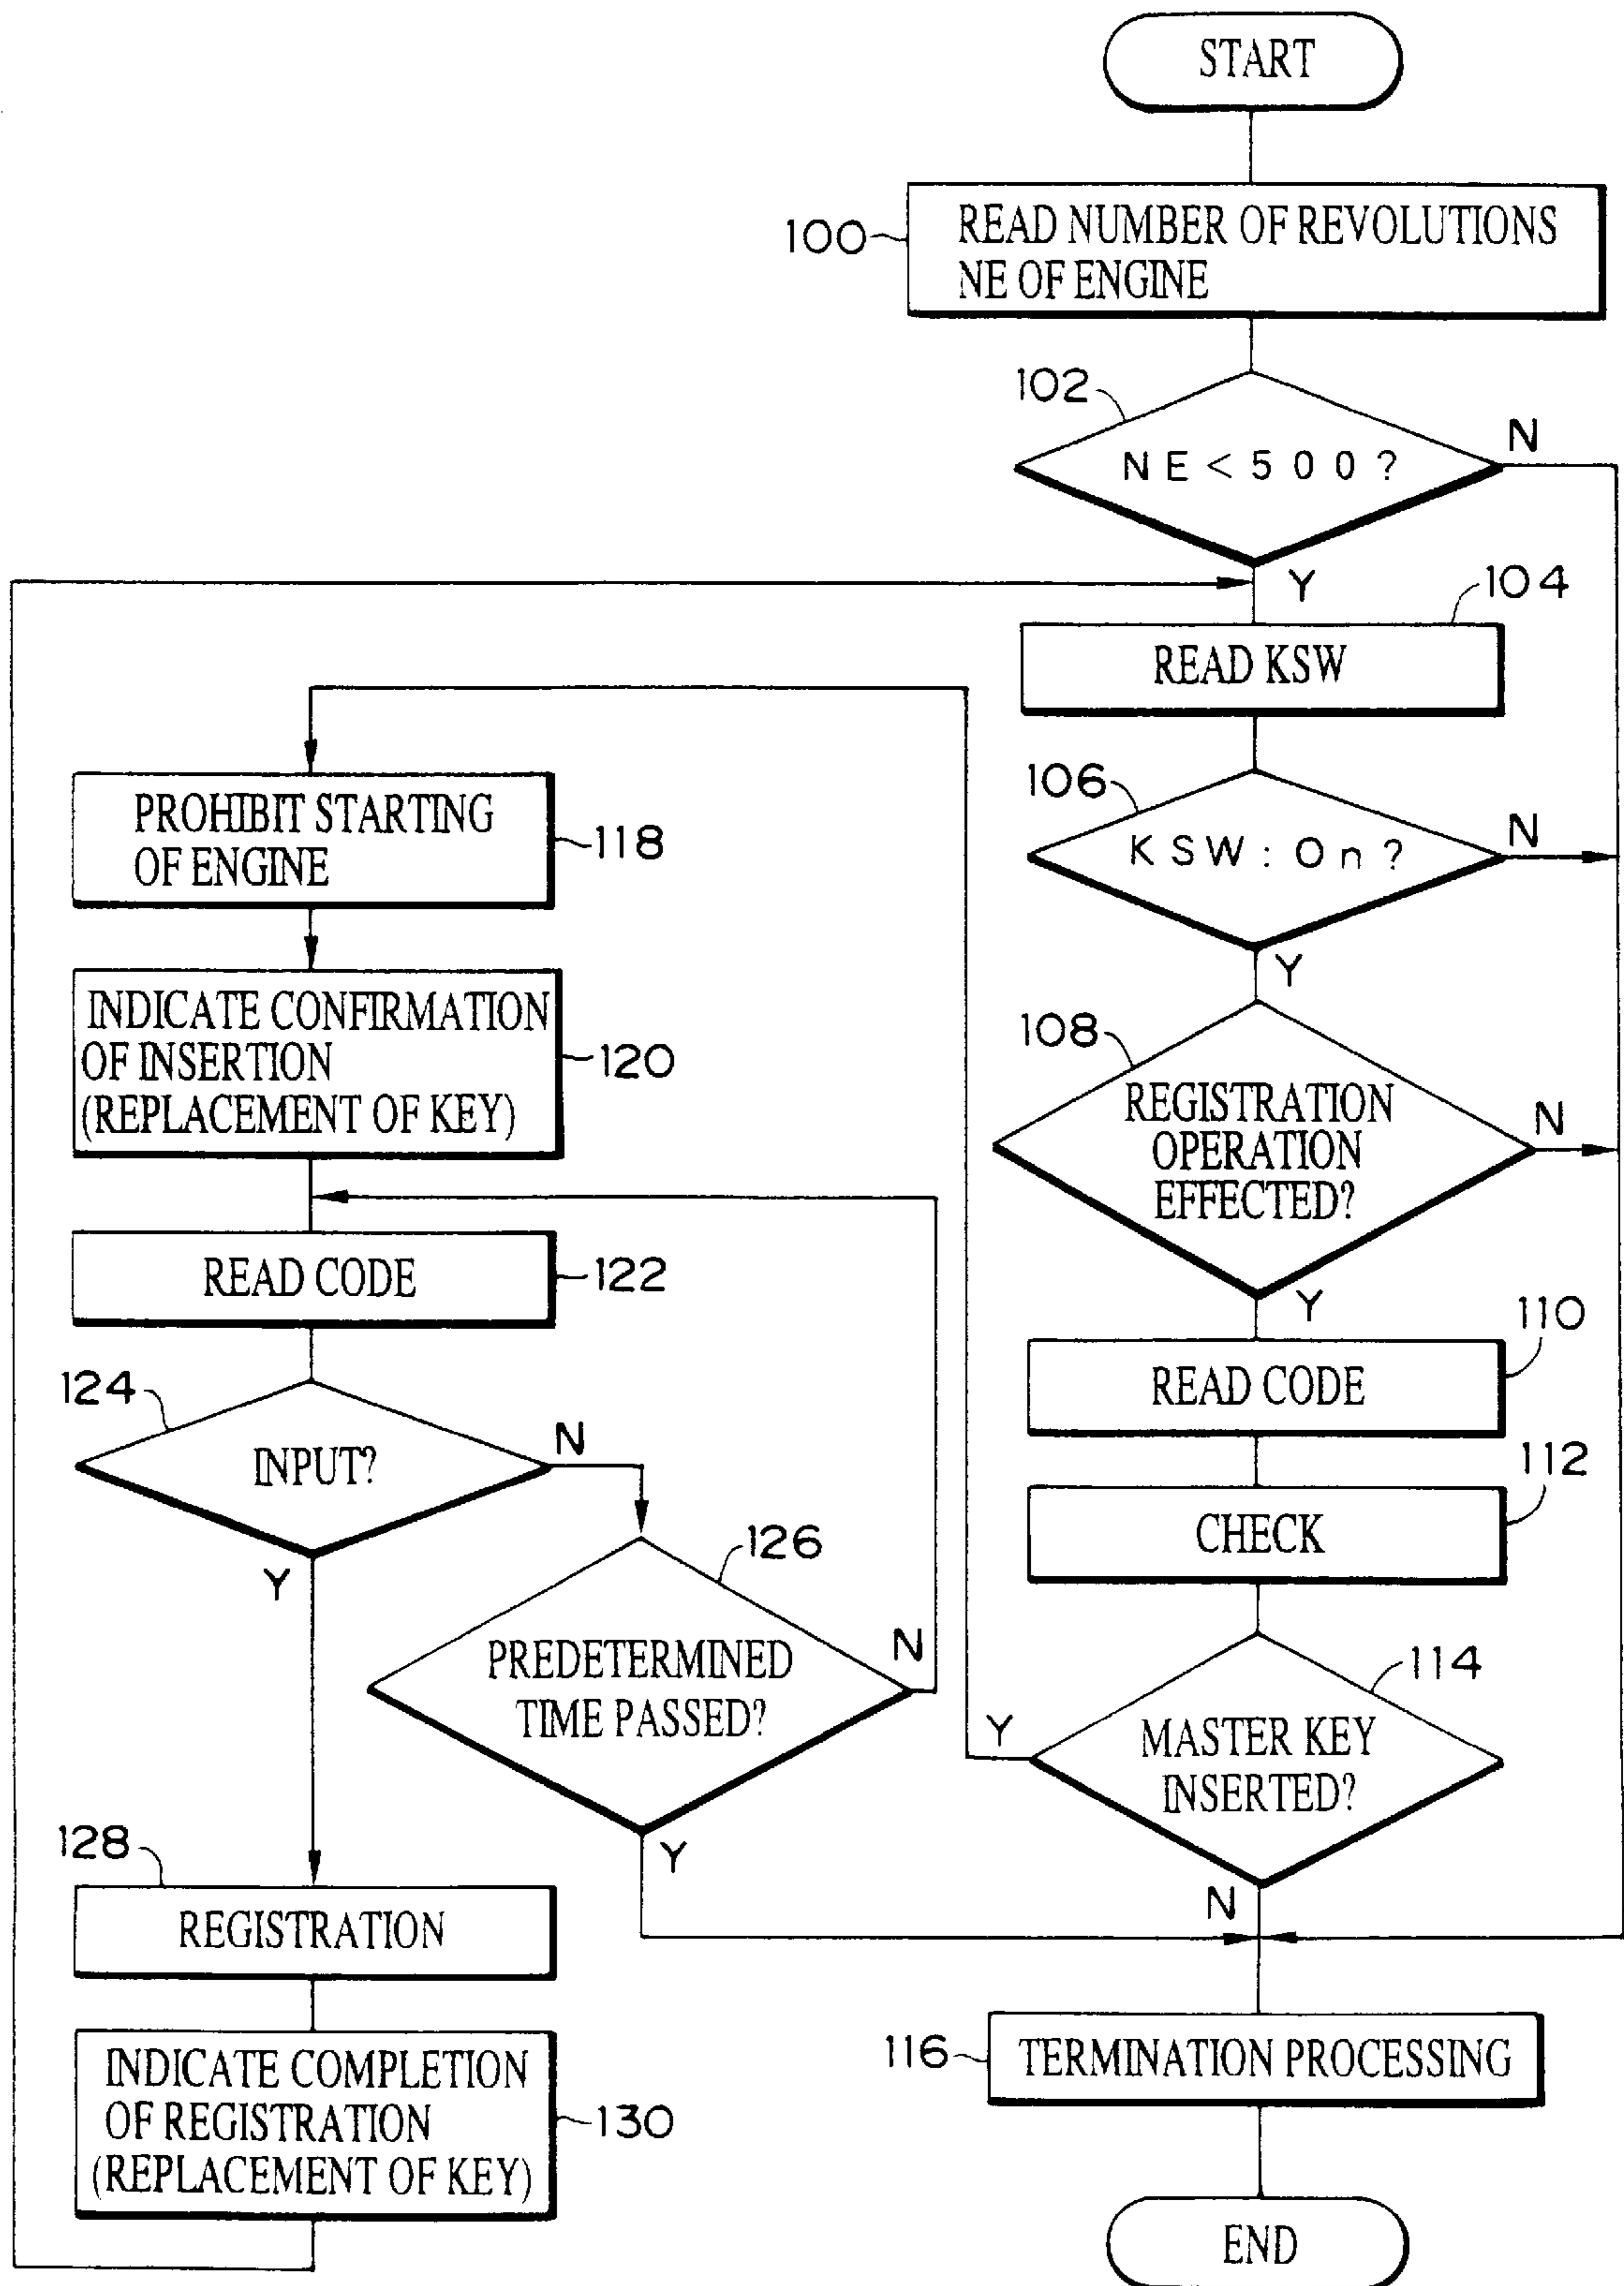 START
100
READ NUMBER OF REVOLUTIONS
NE OF ENGINE
102
NE<500?
N
Y
104
READ KSW
106
KSW:On?
N
Y
108
REGISTRATION
OPERATION
EFFECTED?
N
Y
110
READ CODE
112
CHECK
114
MASTER KEY
INSERTED?
Y
N
116
TERMINATION PROCESSING
END
PROHIBIT STARTING
OF ENGINE
118
INDICATE CONFIRMATION
OF INSERTION
(REPLACEMENT OF KEY)
120
READ CODE
122
124
INPUT?
N
Y
126
PREDETERMINED
TIME PASSED?
N
Y
128
REGISTRATION
INDICATE COMPLETION
OF REGISTRATION
(REPLACEMENT OF KEY)
130